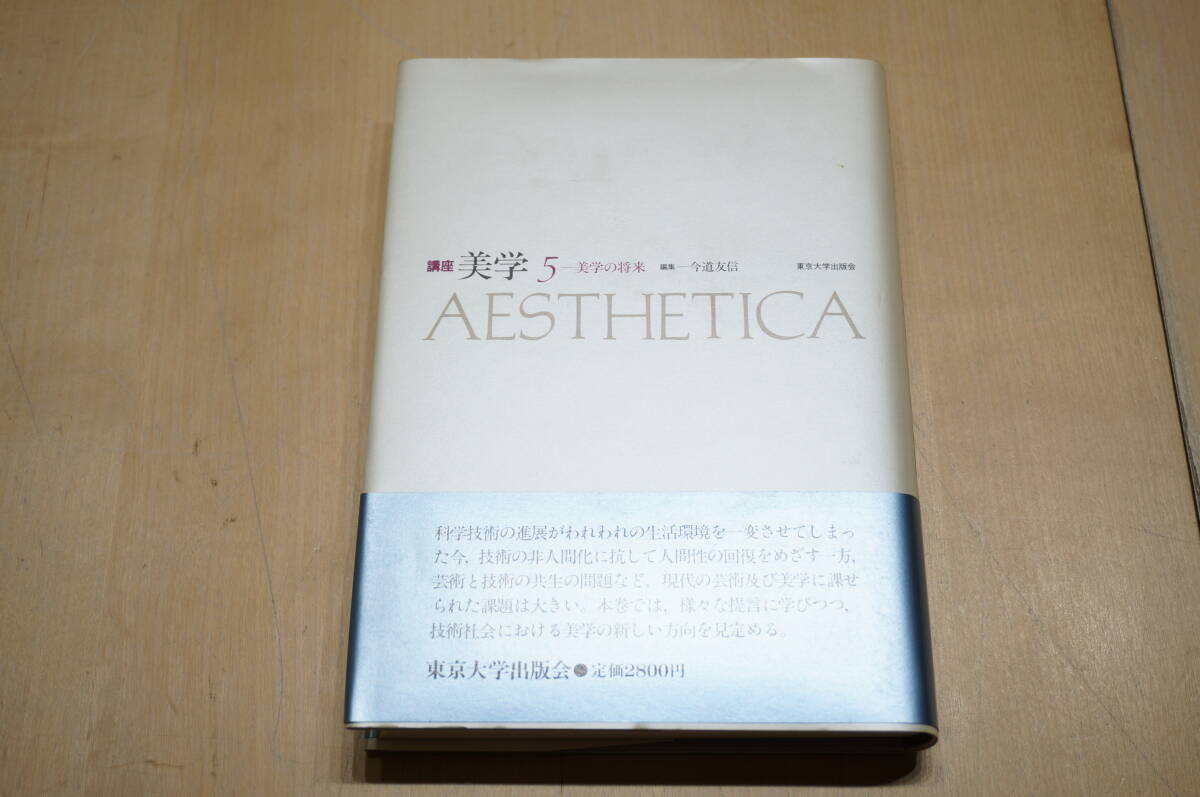 講座 美学 5―美学の将来 編集―今道友信 東京大学出版会
AESTHETICA
科学技術の進展がわれわれの生活環境を一変させてしまっ
た今，技術の非人間化に抗して人間性の回復をめざす一方，
芸術と技術の共生の問題など，現代の芸術及び美学に課せ
られた課題は大きい。本巻では，様々な提言に学びつつ，
技術社会における美学の新しい方向を見定める。
東京大学出版会●定価2800円